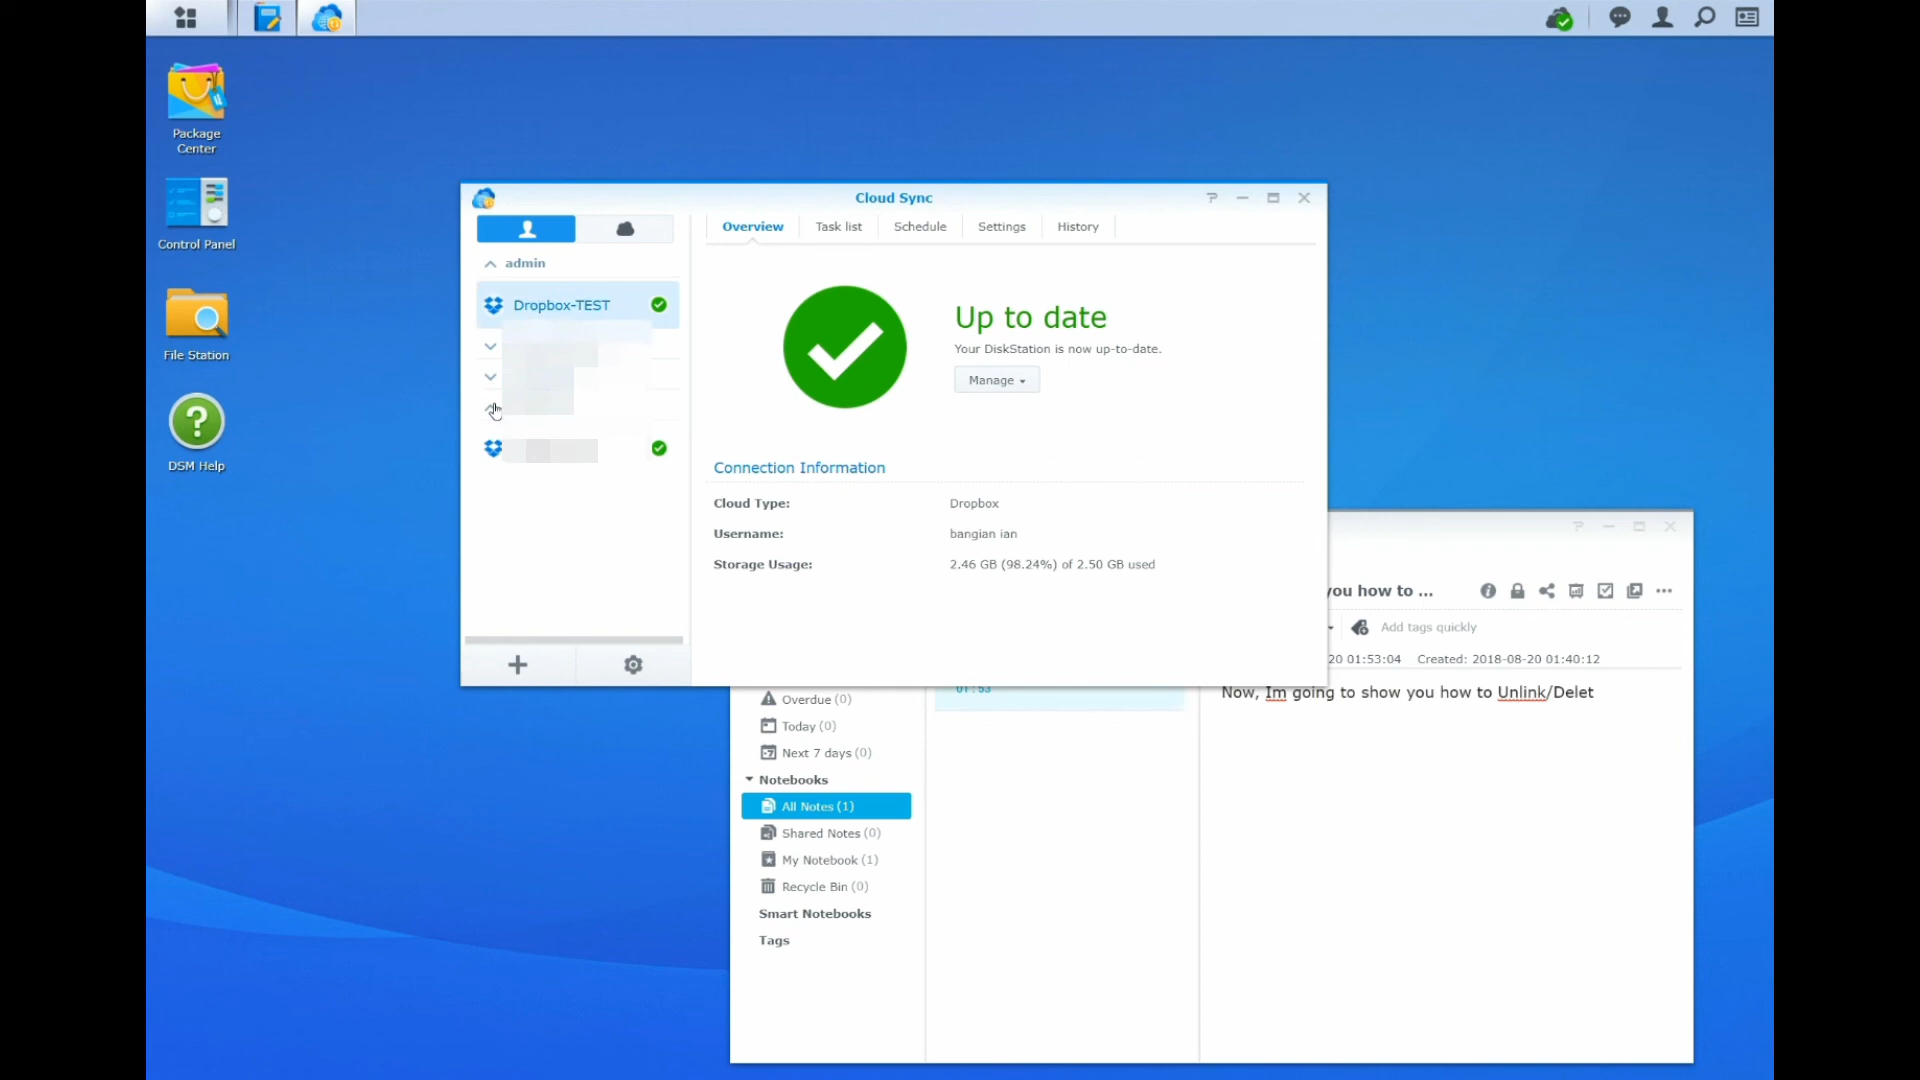 Package
Center
Control Panel
File Station
DSM Help
Cloud Sync
Overview
Task list
Schedule
Settings
History
admin
Dropbox-TEST
Up to date
Your DiskStation is now up-to-date.
Manage
Connection Information
Cloud Type: Dropbox
Username: bangian ian
Storage Usage: 2.46 GB (98.24%) of 2.50 GB used
you how to ...
Add tags quickly
20 01:53:04 Created: 2018-08-20 01:40:12
01:53
Now, Im going to show you how to Unlink/Delet
Overdue (0)
Today (0)
Next 7 days (0)
Notebooks
All Notes (1)
Shared Notes (0)
My Notebook (1)
Recycle Bin (0)
Smart Notebooks
Tags